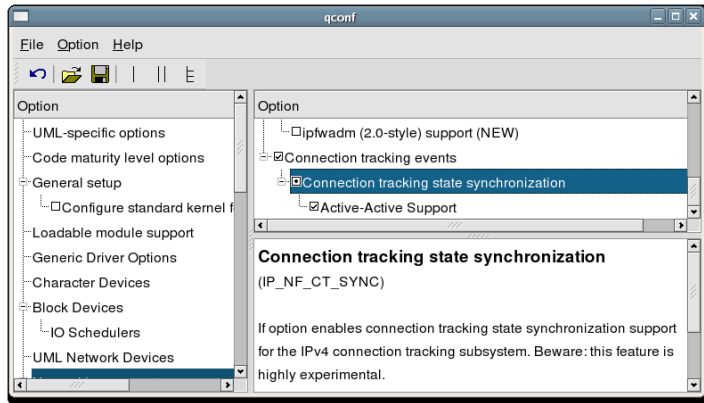 qconf
File Option Help
Option
UML-specific options
Code maturity level options
General setup
Configure standard kernel f
Loadable module support
Generic Driver Options
Character Devices
Block Devices
IO Schedulers
UML Network Devices
Option
ipfwadm (2.0-style) support (NEW)
Connection tracking events
Connection tracking state synchronization
Active-Active Support
Connection tracking state synchronization
(IP_NF_CT_SYNC)
If option enables connection tracking state synchronization support
for the IPv4 connection tracking subsystem. Beware: this feature is
highly experimental.